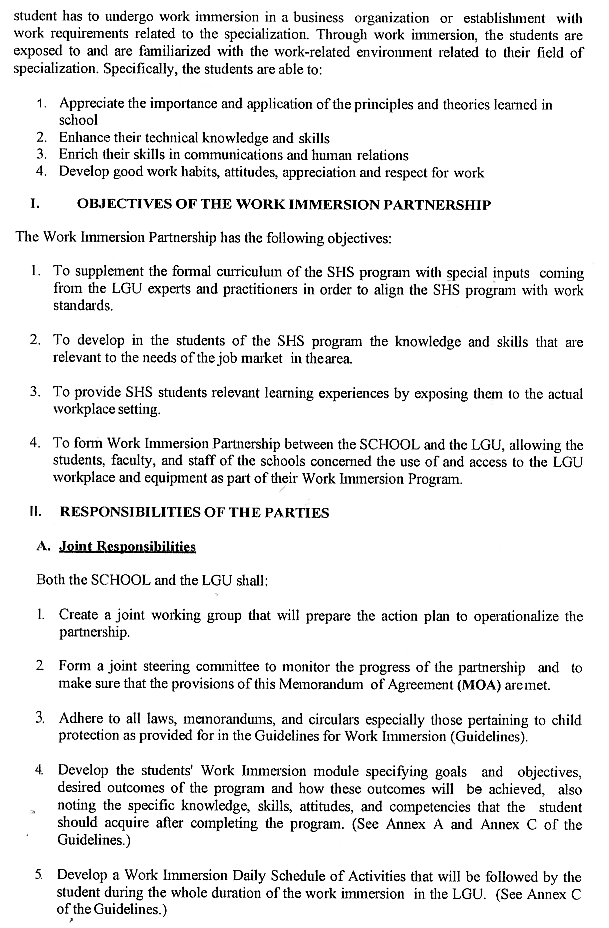 student has to undergo work immersion in a business organization or establishment with
work requirements related to the specialization. Through work immersion, the students are
exposed to and are familiarized with the work-related environment related to their field of
specialization. Specifically, the students are able to:
1. Appreciate the importance and application of the principles and theories learned in
school
2. Enhance their technical knowledge and skills
3. Enrich their skills in communications and human relations
4. Develop good work habits, attitudes, appreciation and respect for work
I. OBJECTIVES OF THE WORK IMMERSION PARTNERSHIP
The Work Immersion Partnership has the following objectives:
1. To supplement the formal curriculum of the SHS program with special inputs coming
from the LGU experts and practitioners in order to align the SHS program with work
standards.
2. To develop in the students of the SHS program the knowledge and skills that are
relevant to the needs of the job market in the area.
3. To provide SHS students relevant learning experiences by exposing them to the actual
workplace setting.
4. To form Work Immersion Partnership between the SCHOOL and the LGU, allowing the
students, faculty, and staff of the schools concerned the use of and access to the LGU
workplace and equipment as part of their Work Immersion Program.
II. RESPONSIBILITIES OF THE PARTIES
A. Joint Responsibilities
Both the SCHOOL and the LGU shall:
1. Create a joint working group that will prepare the action plan to operationalize the
partnership.
2 Form a joint steering committee to monitor the progress of the partnership and to
make sure that the provisions of this Memorandum of Agreement (MOA) are met.
3. Adhere to all laws, memorandums, and circulars especially those pertaining to child
protection as provided for in the Guidelines for Work Immersion (Guidelines).
4. Develop the students' Work Immersion module specifying goals and objectives,
desired outcomes of the program and how these outcomes will be achieved, also
noting the specific knowledge, skills, attitudes, and competencies that the student
should acquire after completing the program. (See Annex A and Annex C of the
Guidelines.)
5. Develop a Work Immersion Daily Schedule of Activities that will be followed by the
student during the whole duration of the work immersion in the LGU. (See Annex C
of the Guidelines.)